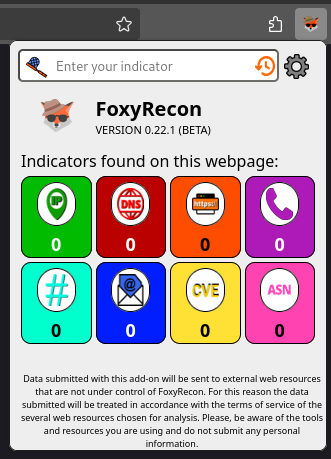 Enter your indicator
FoxyRecon
VERSION 0.22.1 (BETA)
Indicators found on this webpage:
IP
DNS
https:/
0
0
0
0
#
@
CVE
ASN
0
0
0
0
Data submitted with this add-on will be sent to external web resources
that are not under control of FoxyRecon. For this reason the data
submitted will be treated in accordance with the terms of service of the
several web resources chosen for analysis. Please, be aware of the tools
and resources you are using and do not submit any personal
information.